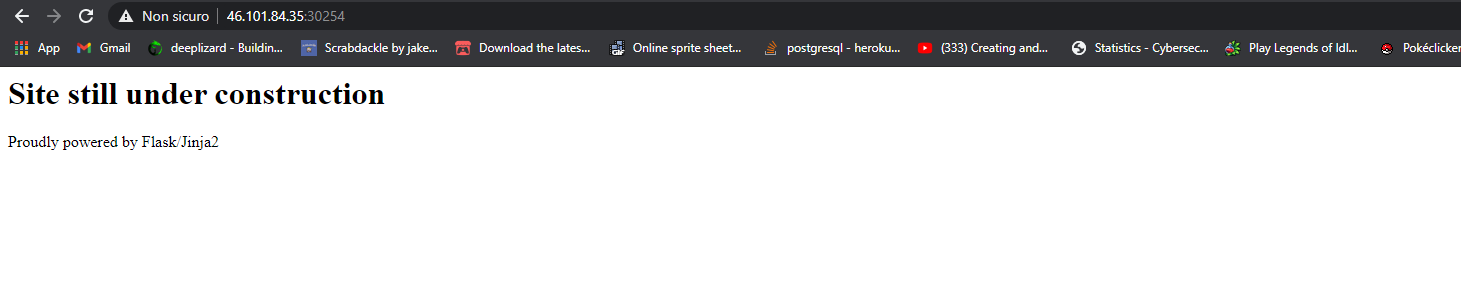 Non sicuro | 46.101.84.35:30254
App Gmail deeplizard - Buildin... Scrabdackle by jake... Download the lates... Online sprite sheet... postgresql - heroku... (333) Creating and... Statistics - Cybersec... Play Legends of Idl... Pokéclicker
Site still under construction
Proudly powered by Flask/Jinja2